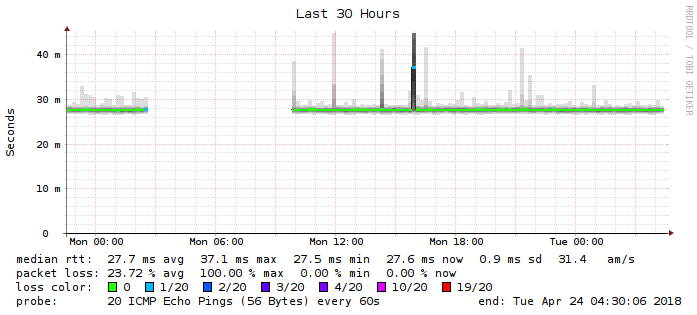 Last 30 Hours
RRDTOOL / TOBI OETIKER
Seconds
40 m
30 m
20 m
10 m
0
Mon 00:00 Mon 06:00 Mon 12:00 Mon 18:00 Tue 00:00
median rtt: 27.7 ms avg 37.1 ms max 27.5 ms min 27.6 ms now 0.9 ms sd 31.4 am/s
packet loss: 23.72 % avg 100.00 % max 0.00 % min 0.00 % now
loss color: 0 1/20 2/20 3/20 4/20 10/20 19/20
probe: 20 ICMP Echo Pings (56 Bytes) every 60s end: Tue Apr 24 04:30:06 2018